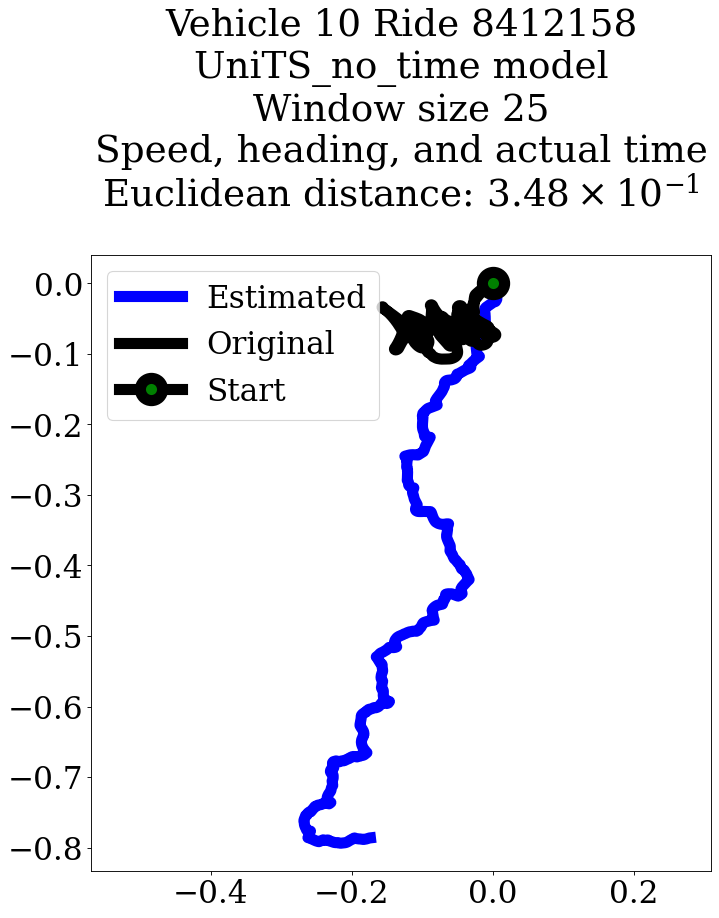 Vehicle 10 Ride 8412158
UniTS_no_time model
Window size 25
Speed, heading, and actual time
Euclidean distance: 3.48 × 10⁻¹
Estimated
Original
Start
0.0
−0.1
−0.2
−0.3
−0.4
−0.5
−0.6
−0.7
−0.8
−0.4 −0.2 0.0 0.2